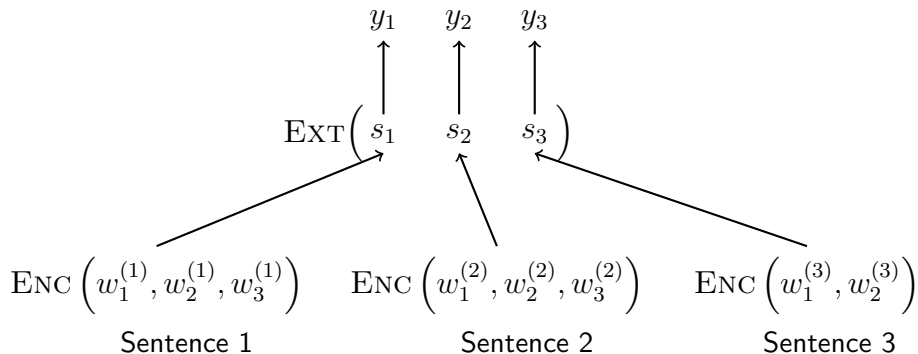 y₁ y₂ y₃
EXT ( s₁ s₂ s₃ )
ENC ( w₁⁽¹⁾, w₂⁽¹⁾, w₃⁽¹⁾ ) ENC ( w₁⁽²⁾, w₂⁽²⁾, w₃⁽²⁾ ) ENC ( w₁⁽³⁾, w₂⁽³⁾ )
Sentence 1 Sentence 2 Sentence 3